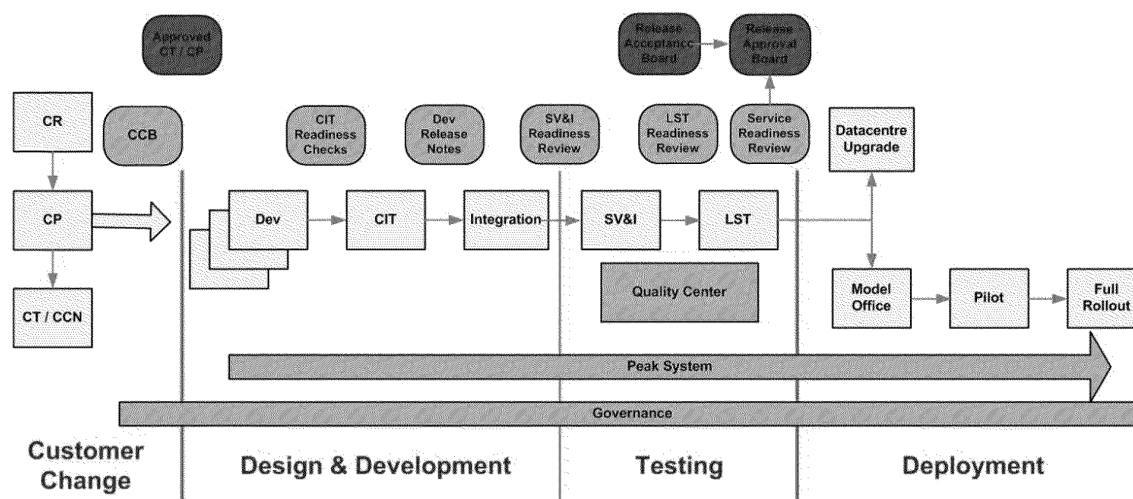 Approved
CT / CP
Release
Acceptance
Board
Release
Approval
Board
CR
CCB
CIT
Readiness
Checks
Dev
Release
Notes
SV&I
Readiness
Review
LST
Readiness
Review
Service
Readiness
Review
Datacentre
Upgrade
CP
Dev
CIT
Integration
SV&I
LST
CT / CCN
Quality Center
Model
Office
Pilot
Full
Rollout
Peak System
Governance
Customer
Change
Design & Development
Testing
Deployment